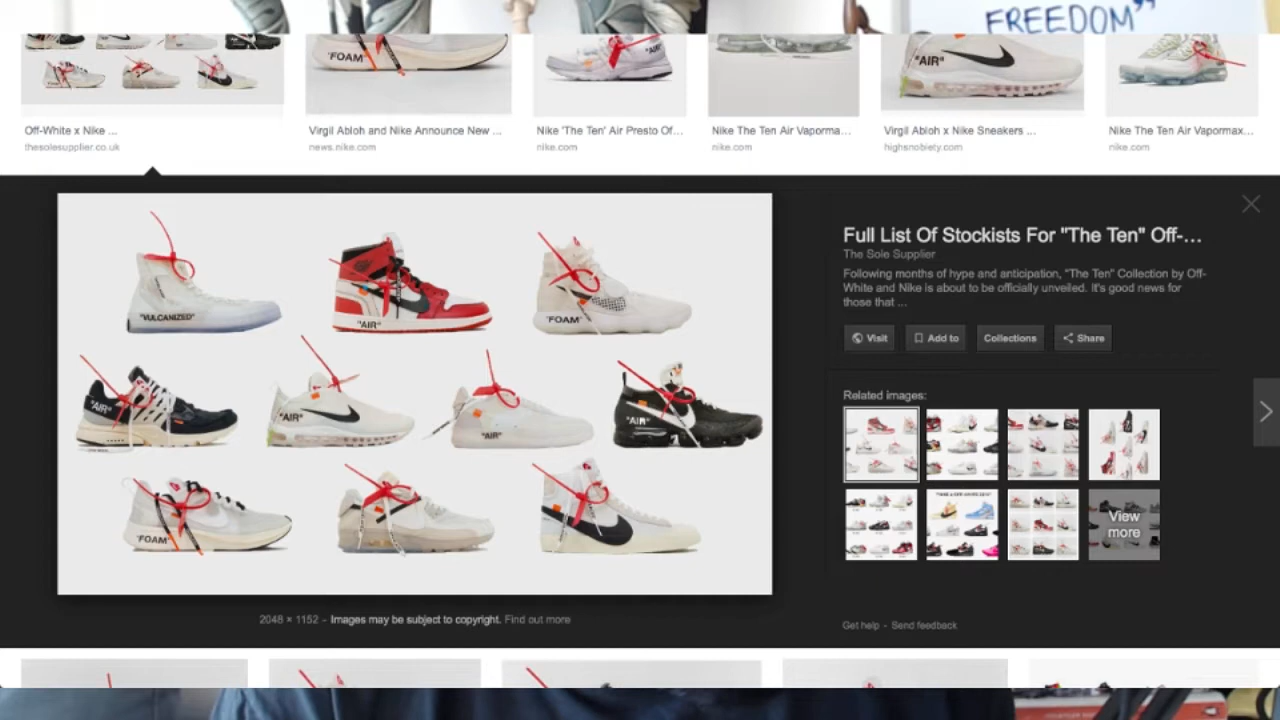 FREEDOM"
"FOAM"
"AIR"
"AIR"
Off-White x Nike ...
Virgil Abloh and Nike Announce New ...
Nike 'The Ten' Air Presto Of...
Nike The Ten Air Vaporma...
Virgil Abloh x Nike Sneakers ...
Nike The Ten Air Vapormax...
thesolesupplier.co.uk
news.nike.com
nike.com
nike.com
highsnobiety.com
nike.com
Full List Of Stockists For "The Ten" Off-...
The Sole Supplier
Following months of hype and anticipation, "The Ten" Collection by Off-
White and Nike is about to be officially unveiled. It's good news for
those that ...
Visit
Add to
Collections
Share
"VULCANIZED"
"AIR"
"FOAM"
"AIR"
"AIR"
"AIR"
"AIR"
"FOAM"
Related images:
View
more
2048 × 1152 - Images may be subject to copyright. Find out more
Get help - Send feedback